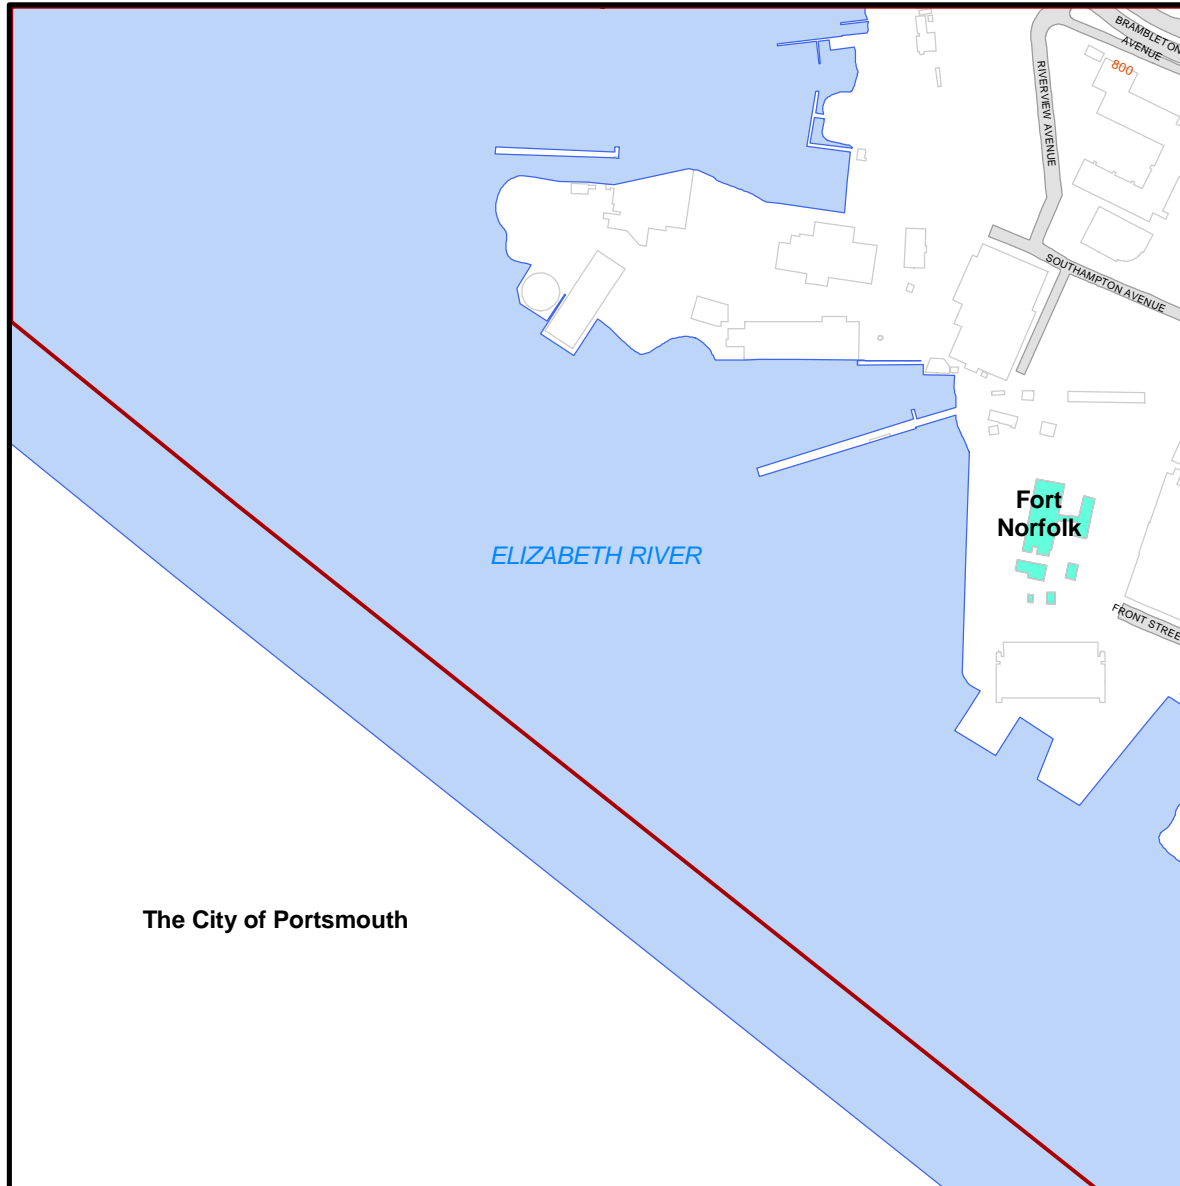 BRAMBLETON
AVENUE
800
RIVERVIEW AVENUE
SOUTHAMPTON AVENUE
Fort
Norfolk
ELIZABETH RIVER
FRONT STREE
The City of Portsmouth